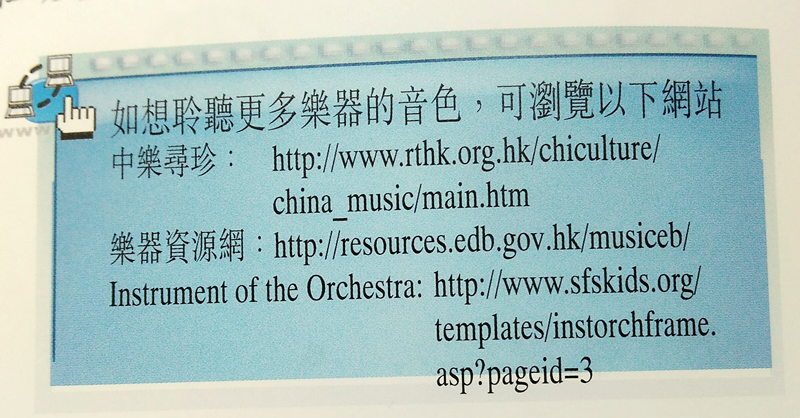 如想聆聽更多樂器的音色，可瀏覽以下網站
中樂尋珍： http://www.rthk.org.hk/chiculture/
china_music/main.htm
樂器資源網：http://resources.edb.gov.hk/musiceb/
Instrument of the Orchestra: http://www.sfskids.org/
templates/instorchframe.
asp?pageid=3
www